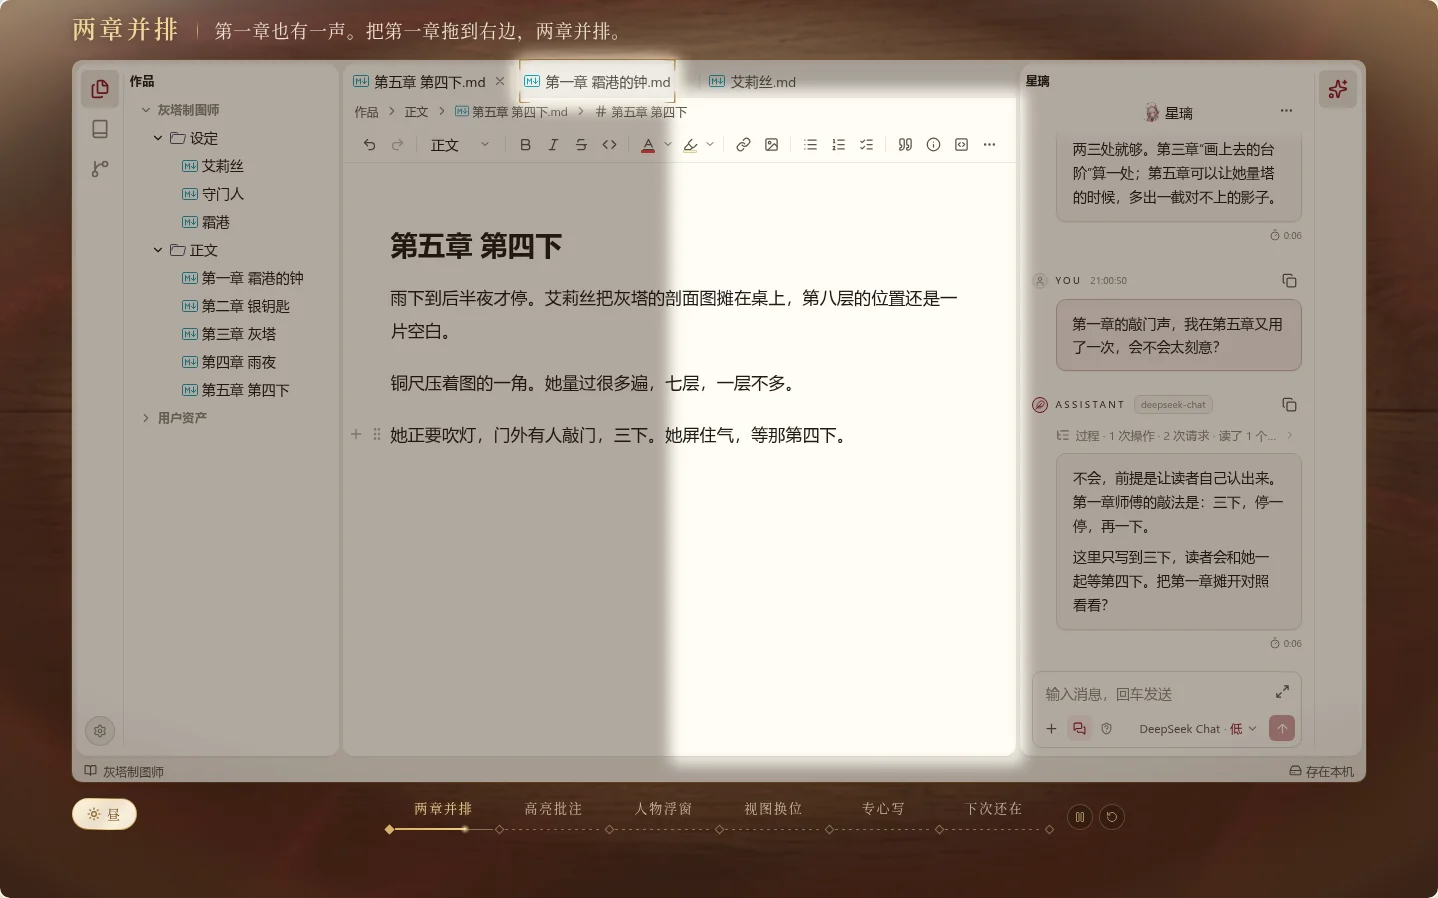 两章并排
第一章也有一声。把第一章拖到右边，两章并排。
作品
灰塔制图师
设定
艾莉丝
守门人
霜港
正文
第一章 霜港的钟
第二章 银钥匙
第三章 灰塔
第四章 雨夜
第五章 第四下
用户资产
第五章 第四下.md
第一章 霜港的钟.md
艾莉丝.md
作品 > 正文 > 第五章 第四下.md > # 第五章 第四下
正文
第五章 第四下
雨下到后半夜才停。艾莉丝把灰塔的剖面图摊在桌上，第八层的位置还是一
片空白。
铜尺压着图的一角。她量过很多遍，七层，一层不多。
她正要吹灯，门外有人敲门，三下。她屏住气，等那第四下。
星璃
星璃
两三处就够。第三章“画上去的台
阶”算一处；第五章可以让她量塔
的时候，多出一截对不上的影子。
0:06
YOU 21:00:50
第一章的敲门声，我在第五章又用
了一次，会不会太刻意？
ASSISTANT deepseek-chat
过程 · 1 次操作 · 2 次请求 · 读了 1 个...
不会，前提是让读者自己认出来。
第一章师傅的敲法是：三下，停一
停，再一下。
这里只写到三下，读者会和她一
起等第四下。把第一章摊开对照
看看？
0:06
输入消息，回车发送
DeepSeek Chat · 低
灰塔制图师
存在本机
昼
两章并排
高亮批注
人物浮窗
视图换位
专心写
下次还在